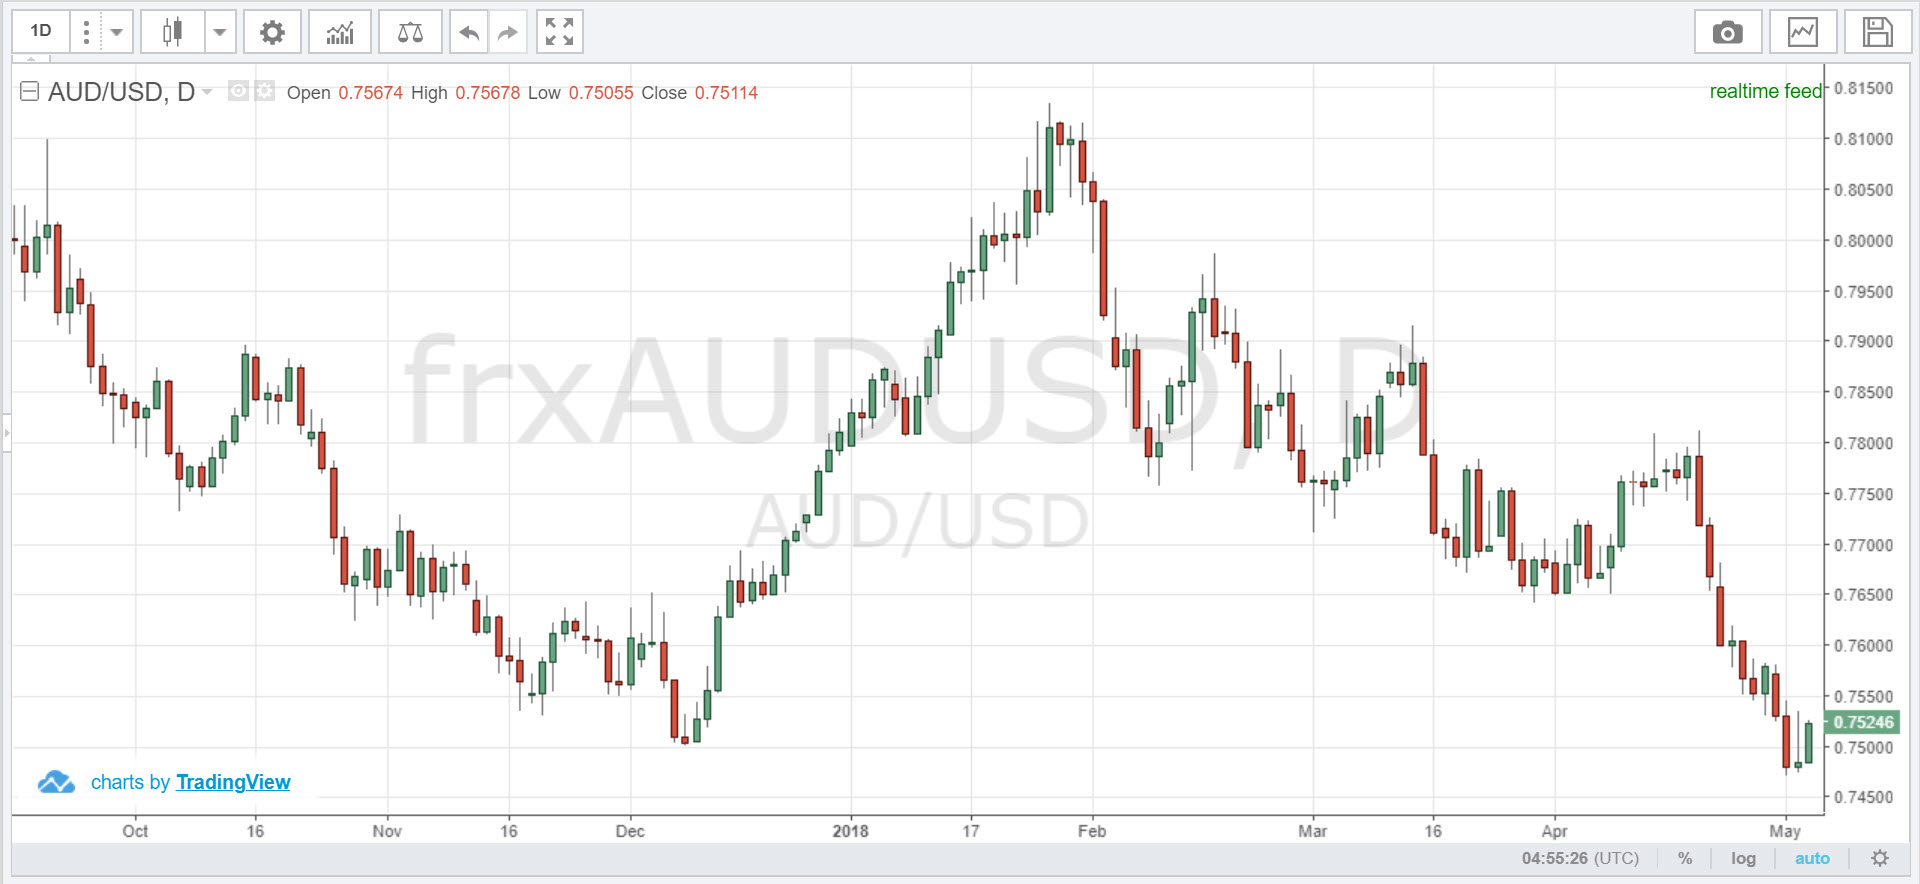 1D
AUD/USD, D Open 0.75674 High 0.75678 Low 0.75055 Close 0.75114
realtime feed
0.81500
0.81000
0.80500
0.80000
0.79500
0.79000
0.78500
0.78000
0.77500
0.77000
0.76500
0.76000
0.75500
0.75246
0.75000
0.74500
frxAUDUSD, D
AUD/USD
charts by TradingView
Oct 16 Nov 16 Dec 2018 17 Feb Mar 16 Apr May
04:55:26 (UTC) % log auto